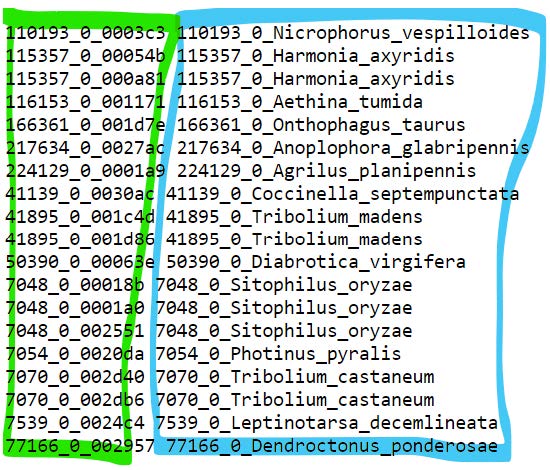 110193_0_0003c3 110193_0_Nicrophorus_vespilloides
115357_0_00054b 115357_0_Harmonia_axyridis
115357_0_000a81 115357_0_Harmonia_axyridis
116153_0_001171 116153_0_Aethina_tumida
166361_0_001d7e 166361_0_Onthophagus_taurus
217634_0_0027ac 217634_0_Anoplophora_glabripennis
224129_0_0001a9 224129_0_Agrilus_planipennis
41139_0_0030ac 41139_0_Coccinella_septempunctata
41895_0_001c4d 41895_0_Tribolium_madens
41895_0_001d86 41895_0_Tribolium_madens
50390_0_00063e 50390_0_Diabrotica_virgifera
7048_0_00018b 7048_0_Sitophilus_oryzae
7048_0_0001a0 7048_0_Sitophilus_oryzae
7048_0_002551 7048_0_Sitophilus_oryzae
7054_0_0020da 7054_0_Photinus_pyralis
7070_0_002d40 7070_0_Tribolium_castaneum
7070_0_002db6 7070_0_Tribolium_castaneum
7539_0_0024c4 7539_0_Leptinotarsa_decemlineata
77166_0_002957 77166_0_Dendroctonus_ponderosae